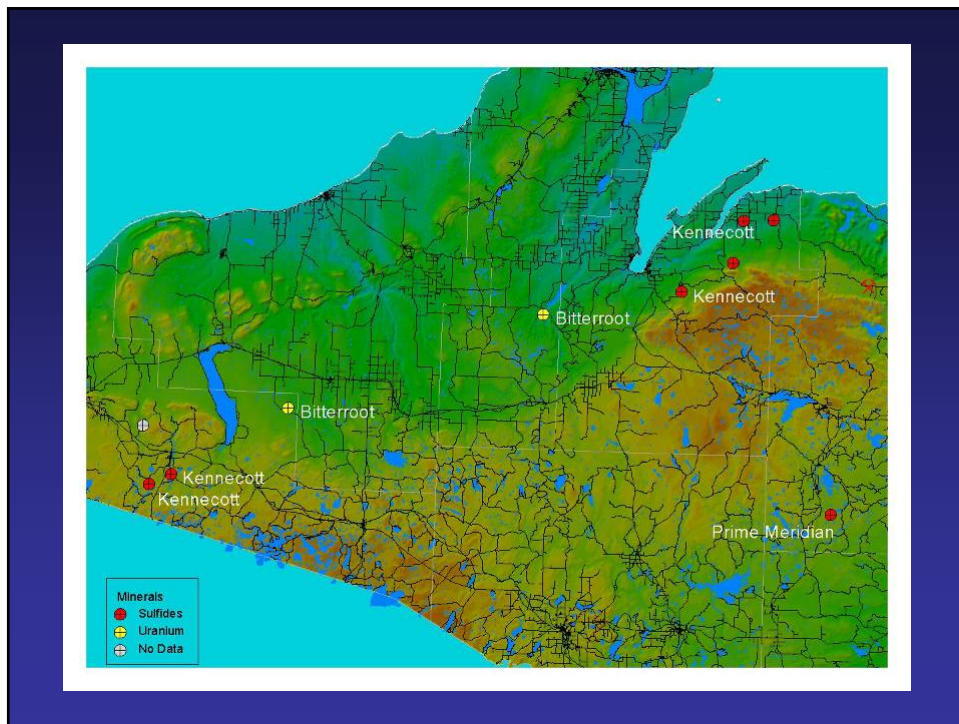 Kennecott
Kennecott
Bitterroot
Bitterroot
Kennecott
Kennecott
Prime Meridian
Minerals
Sulfides
Uranium
No Data